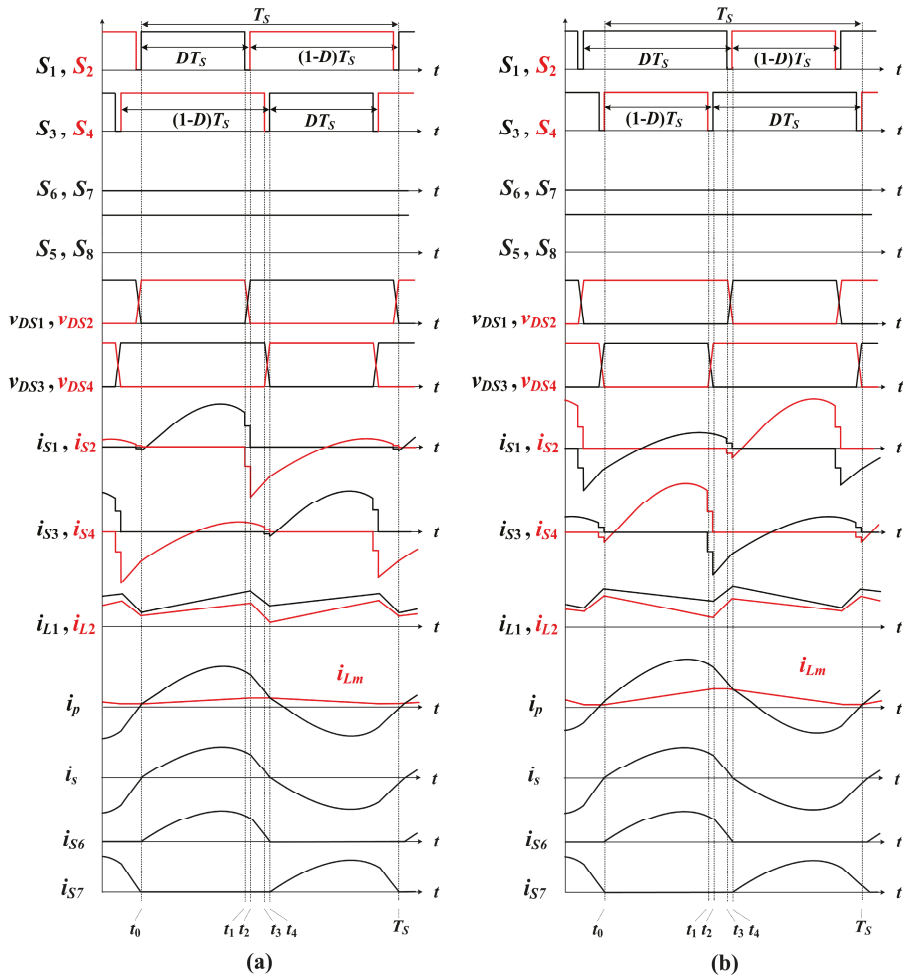 T_S
DT_S
(1-D)T_S
S_1, S_2
t
(1-D)T_S
DT_S
S_3, S_4
t
S_6, S_7
t
S_5, S_8
t
v_DS1, v_DS2
t
v_DS3, v_DS4
t
i_S1, i_S2
t
i_S3, i_S4
t
i_L1, i_L2
t
i_Lm
i_p
t
i_s
t
i_S6
t
i_S7
t
t_0
t_1 t_2
t_3 t_4
T_S
(a)
T_S
DT_S
(1-D)T_S
S_1, S_2
t
(1-D)T_S
DT_S
S_3, S_4
t
S_6, S_7
t
S_5, S_8
t
v_DS1, v_DS2
t
v_DS3, v_DS4
t
i_S1, i_S2
t
i_S3, i_S4
t
i_L1, i_L2
t
i_Lm
i_p
t
i_s
t
i_S6
t
i_S7
t
t_0
t_1 t_2
t_3 t_4
T_S
(b)